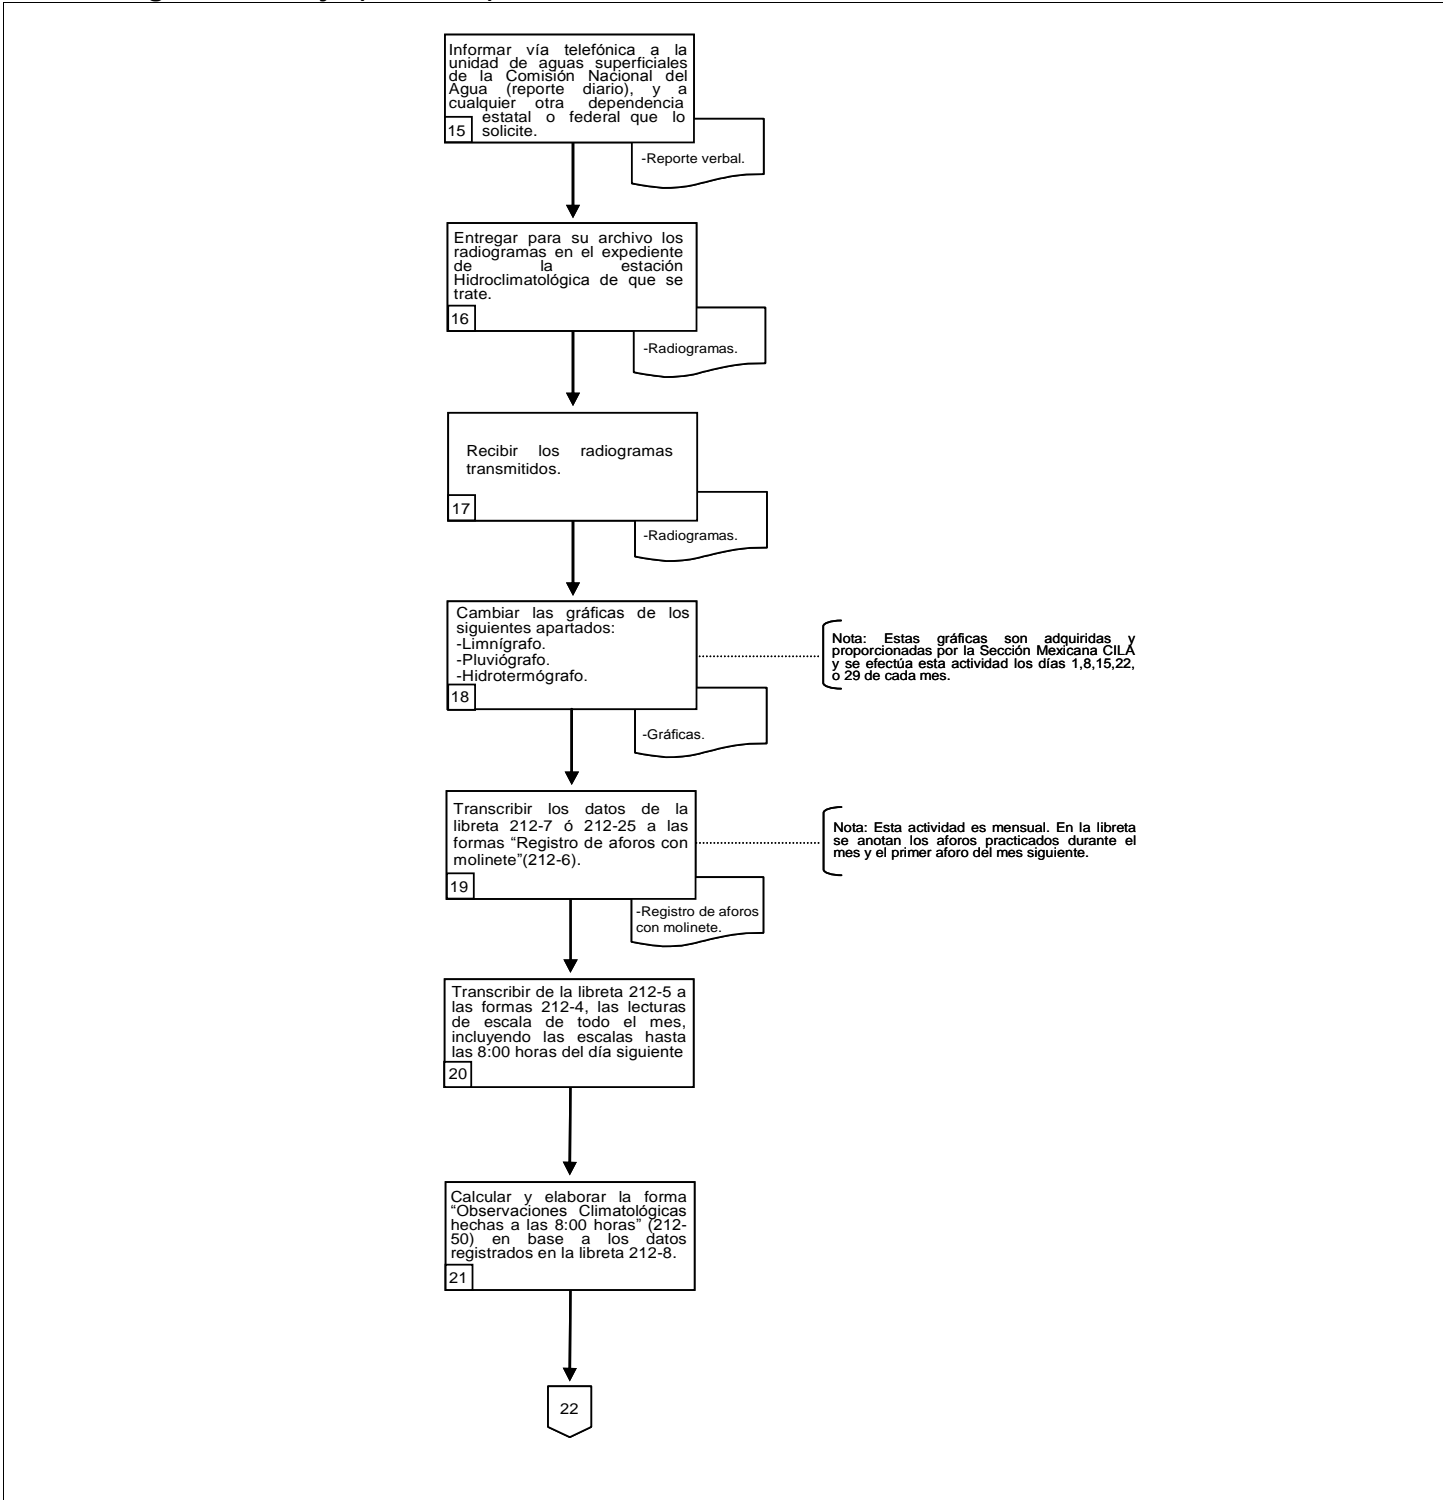 Informar vía telefónica a la
unidad de aguas superficiales
de la Comisión Nacional del
Agua (reporte diario), y a
cualquier otra dependencia
estatal o federal que lo
solicite.
15
-Reporte verbal.
Entregar para su archivo los
radiogramas en el expediente
de la estación
Hidroclimatológica de que se
trate.
16
-Radiogramas.
Recibir los radiogramas
transmitidos.
17
-Radiogramas.
Cambiar las gráficas de los
siguientes apartados:
-Limnígrafo.
-Pluviógrafo.
-Hidrotermógrafo.
18
Nota: Estas gráficas son adquiridas y
proporcionadas por la Sección Mexicana CILA
y se efectúa esta actividad los días 1,8,15,22,
o 29 de cada mes.
-Gráficas.
Transcribir los datos de la
libreta 212-7 ó 212-25 a las
formas “Registro de aforos con
molinete”(212-6).
19
Nota: Esta actividad es mensual. En la libreta
se anotan los aforos practicados durante el
mes y el primer aforo del mes siguiente.
-Registro de aforos
con molinete.
Transcribir de la libreta 212-5 a
las formas 212-4, las lecturas
de escala de todo el mes,
incluyendo las escalas hasta
las 8:00 horas del día siguiente
20
Calcular y elaborar la forma
“Observaciones Climatológicas
hechas a las 8:00 horas” (212-
50) en base a los datos
registrados en la libreta 212-8.
21
22